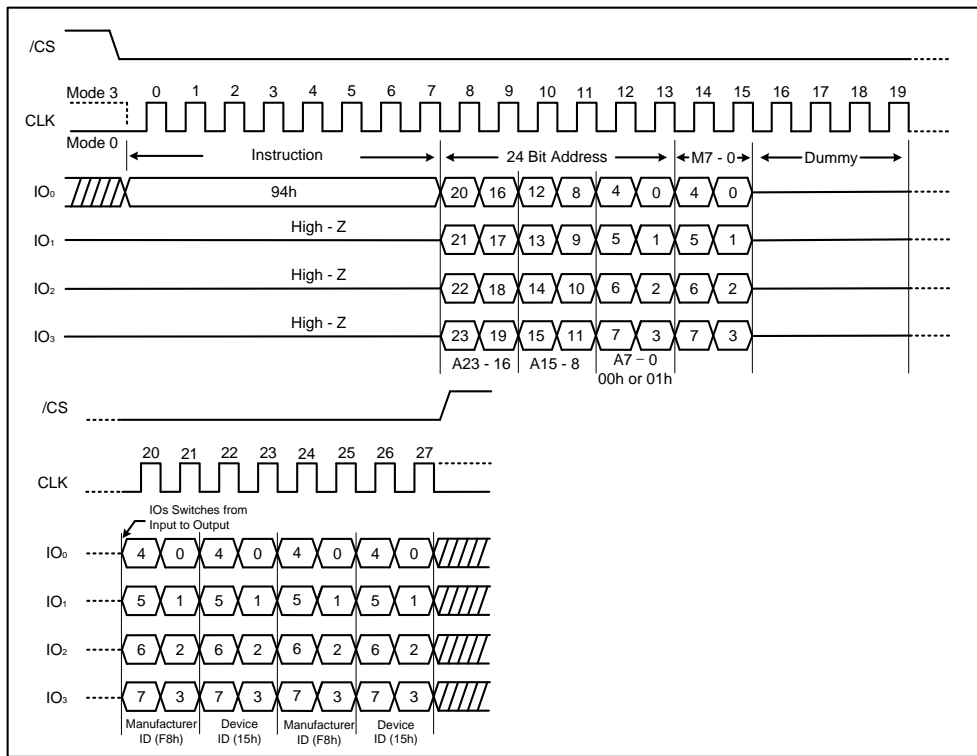 /CS
Mode 3 0 1 2 3 4 5 6 7 8 9 10 11 12 13 14 15 16 17 18 19
CLK
Mode 0
Instruction 24 Bit Address M7 - 0 Dummy
IO₀ 94h 20 16 12 8 4 0 4 0
High - Z
IO₁ 21 17 13 9 5 1 5 1
High - Z
IO₂ 22 18 14 10 6 2 6 2
High - Z
IO₃ 23 19 15 11 7 3 7 3
A23 - 16 A15 - 8 A7 – 0
00h or 01h
/CS
20 21 22 23 24 25 26 27
CLK
IOs Switches from
Input to Output
IO₀ 4 0 4 0 4 0 4 0
IO₁ 5 1 5 1 5 1 5 1
IO₂ 6 2 6 2 6 2 6 2
IO₃ 7 3 7 3 7 3 7 3
Manufacturer Device Manufacturer Device
ID (F8h) ID (15h) ID (F8h) ID (15h)